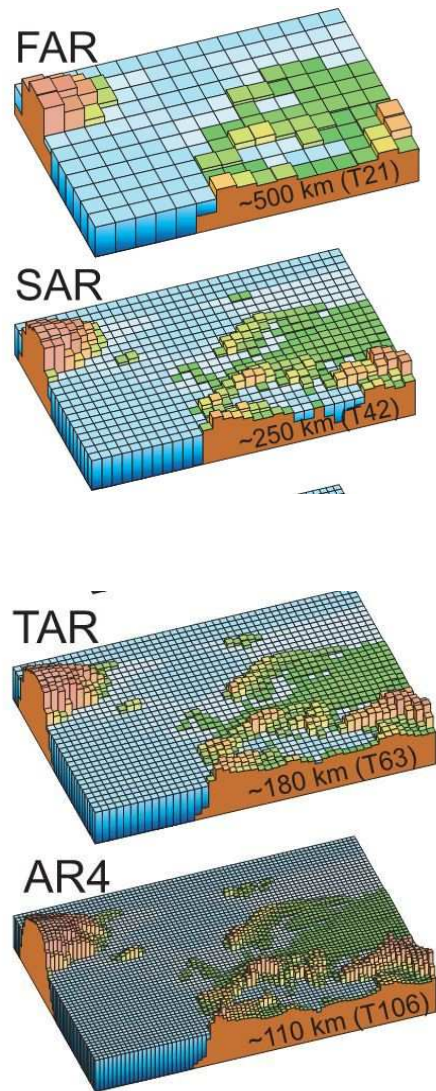 FAR
~500 km (T21)
SAR
~250 km (T42)
TAR
~180 km (T63)
AR4
~110 km (T106)